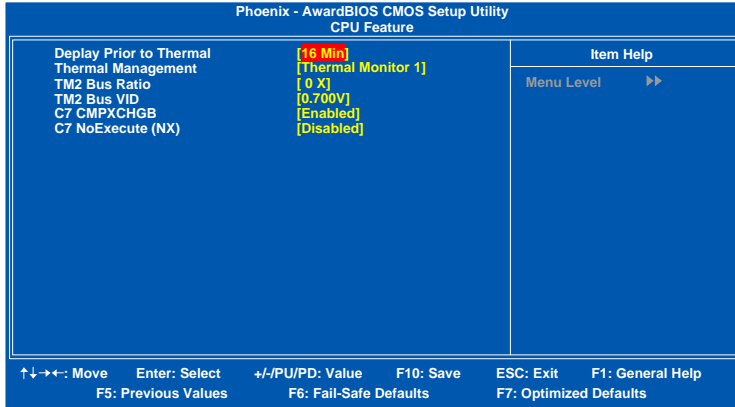 Phoenix - AwardBIOS CMOS Setup Utility
CPU Feature
Deplay Prior to Thermal [16 Min]
Thermal Management [Thermal Monitor 1]
TM2 Bus Ratio [ 0 X]
TM2 Bus VID [0.700V]
C7 CMPXCHGB [Enabled]
C7 NoExecute (NX) [Disabled]
Item Help
Menu Level ▶▶
↑↓→←: Move Enter: Select +/-/PU/PD: Value F10: Save ESC: Exit F1: General Help
F5: Previous Values F6: Fail-Safe Defaults F7: Optimized Defaults